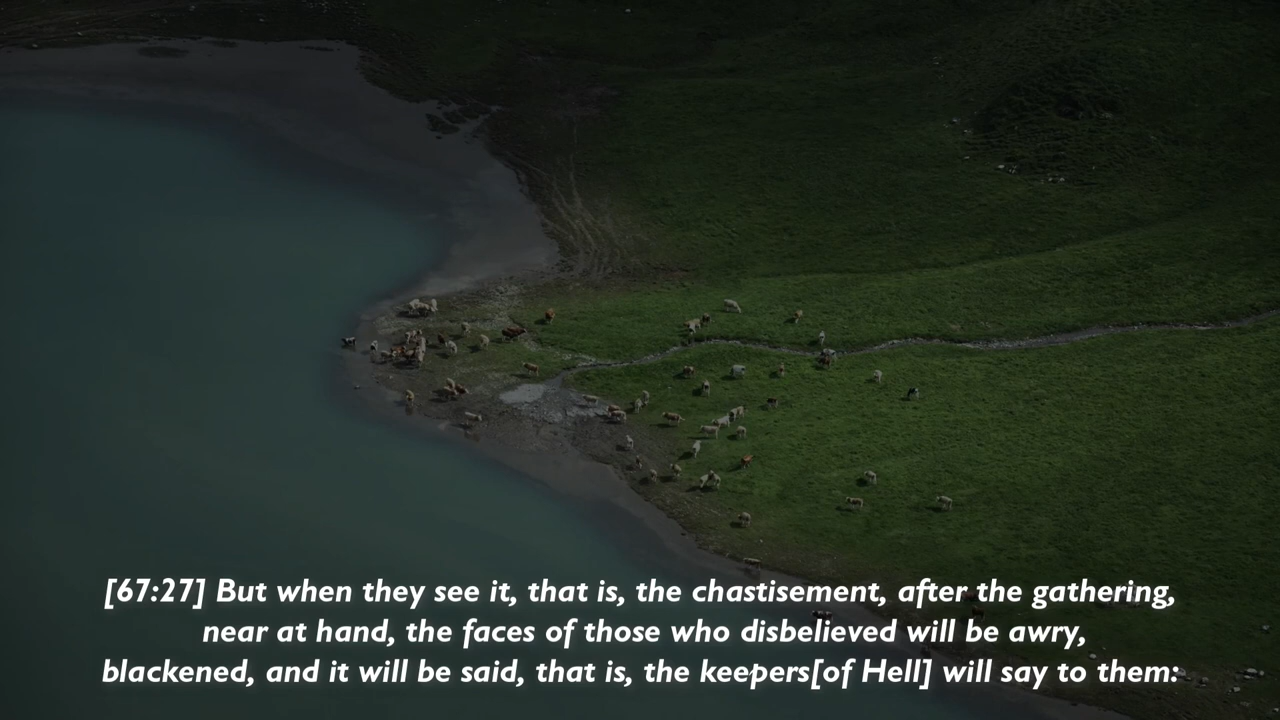 [67:27] But when they see it, that is, the chastisement, after the gathering,
near at hand, the faces of those who disbelieved will be awry,
blackened, and it will be said, that is, the keepers[of Hell] will say to them: